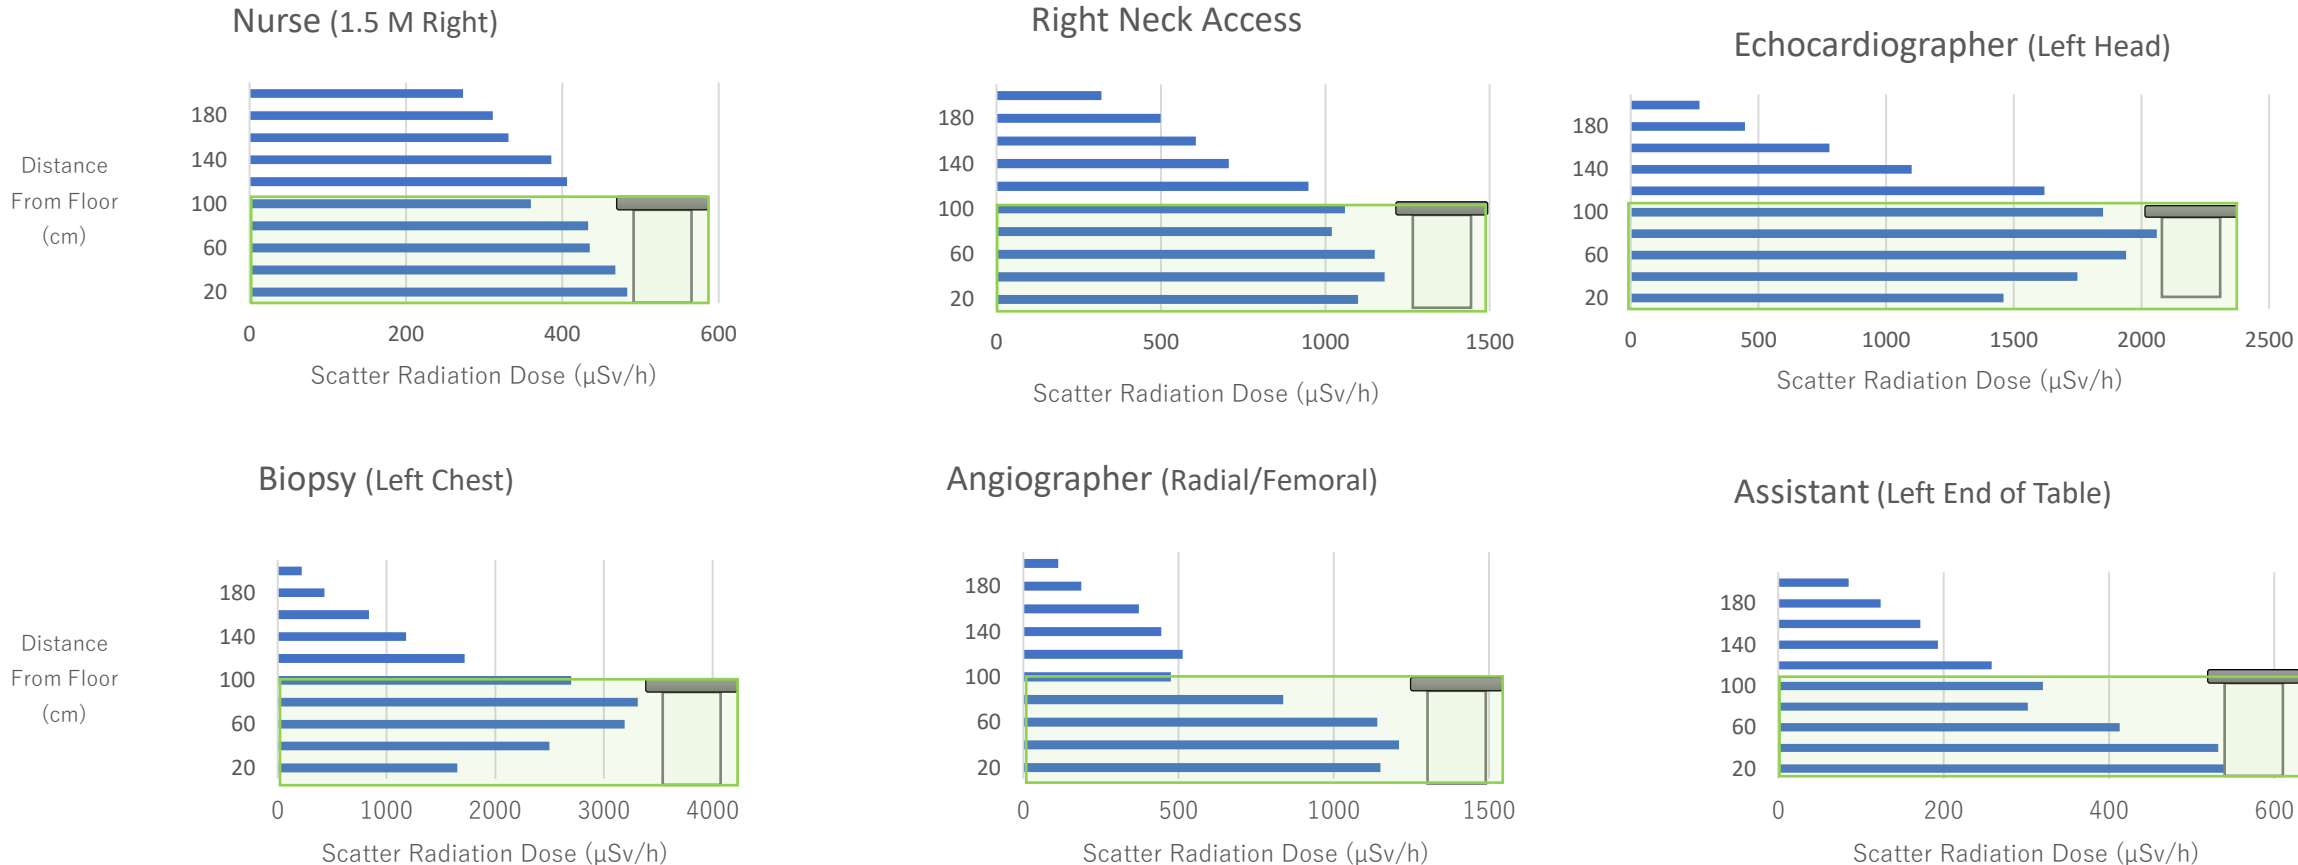 Nurse (1.5 M Right)
Right Neck Access
Echocardiographer (Left Head)
Distance
From Floor
(cm)
180
140
100
60
20
0 200 400 600
Scatter Radiation Dose (µSv/h)
180
140
100
60
20
0 500 1000 1500
Scatter Radiation Dose (µSv/h)
180
140
100
60
20
0 500 1000 1500 2000 2500
Scatter Radiation Dose (µSv/h)
Biopsy (Left Chest)
Angiographer (Radial/Femoral)
Assistant (Left End of Table)
Distance
From Floor
(cm)
180
140
100
60
20
0 1000 2000 3000 4000
Scatter Radiation Dose (µSv/h)
180
140
100
60
20
0 500 1000 1500
Scatter Radiation Dose (µSv/h)
180
140
100
60
20
0 200 400 600
Scatter Radiation Dose (µSv/h)